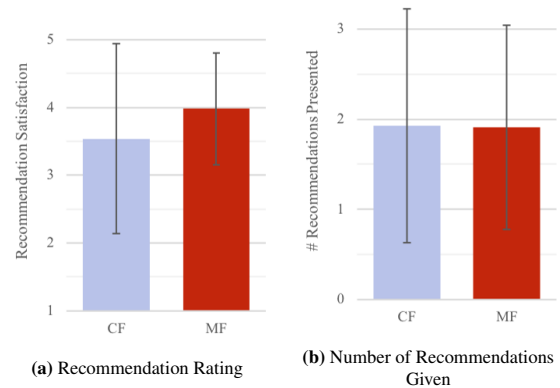 Recommendation Satisfaction
5
4
3
2
1
CF
MF
(a) Recommendation Rating
# Recommendations Presented
3
2
1
0
CF
MF
(b) Number of Recommendations
Given